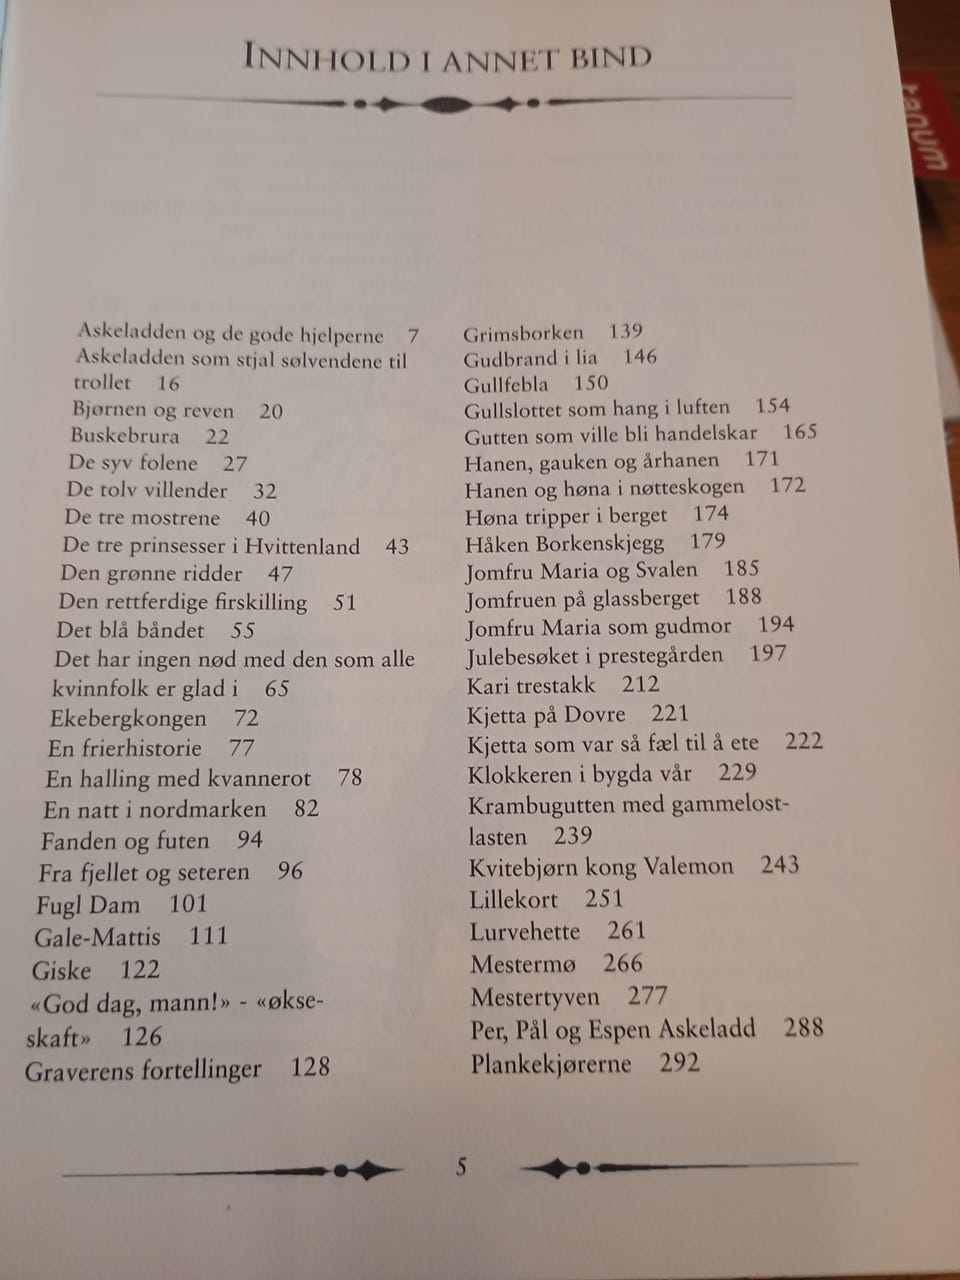 INNHOLD I ANNET BIND
tanum
Askeladden og de gode hjelperne 7
Askeladden som stjal sølvendene til
trollet 16
Bjørnen og reven 20
Buskebrura 22
De syv folene 27
De tolv villender 32
De tre mostrene 40
De tre prinsesser i Hvittenland 43
Den grønne ridder 47
Den rettferdige firskilling 51
Det blå båndet 55
Det har ingen nød med den som alle
kvinnfolk er glad i 65
Ekebergkongen 72
En frierhistorie 77
En halling med kvannerot 78
En natt i nordmarken 82
Fanden og futen 94
Fra fjellet og seteren 96
Fugl Dam 101
Gale-Mattis 111
Giske 122
«God dag, mann!» - «økse-
skaft» 126
Graverens fortellinger 128
Grimsborken 139
Gudbrand i lia 146
Gullfebla 150
Gullslottet som hang i luften 154
Gutten som ville bli handelskar 165
Hanen, gauken og århanen 171
Hanen og høna i nøtteskogen 172
Høna tripper i berget 174
Håken Borkenskjegg 179
Jomfru Maria og Svalen 185
Jomfruen på glassberget 188
Jomfru Maria som gudmor 194
Julebesøket i prestegården 197
Kari trestakk 212
Kjetta på Dovre 221
Kjetta som var så fæl til å ete 222
Klokkeren i bygda vår 229
Krambugutten med gammelost-
lasten 239
Kvitebjørn kong Valemon 243
Lillekort 251
Lurvehette 261
Mestermø 266
Mestertyven 277
Per, Pål og Espen Askeladd 288
Plankekjørerne 292
5